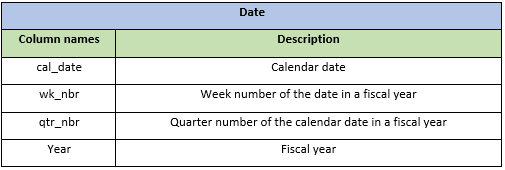 Date
Column names Description
cal_date Calendar date
wk_nbr Week number of the date in a fiscal year
qtr_nbr Quarter number of the calendar date in a fiscal year
Year Fiscal year